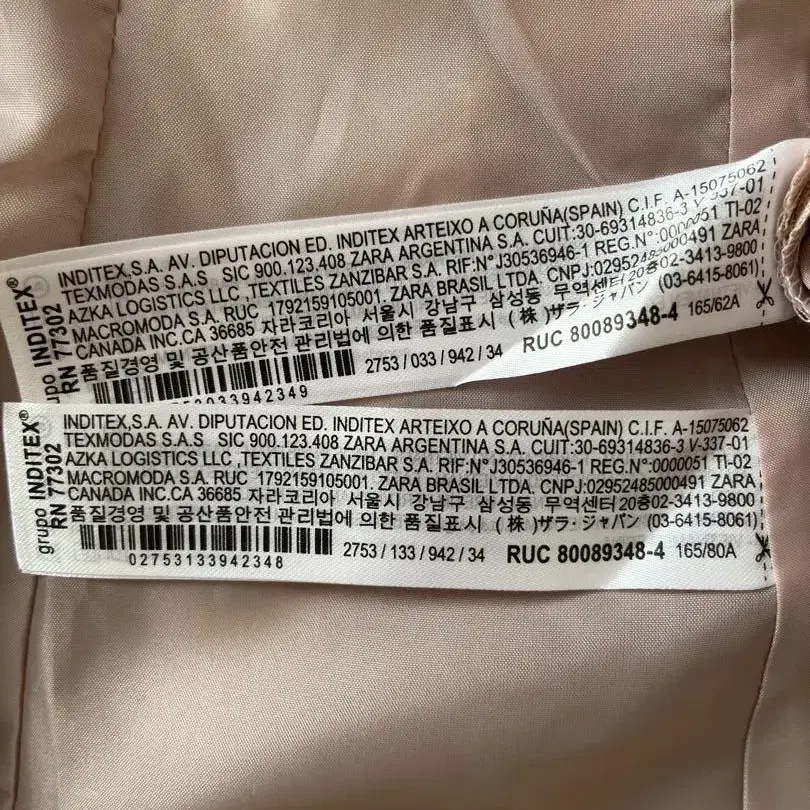 grupo INDITEX®
RN 77302
INDITEX,S.A. AV. DIPUTACION ED. INDITEX ARTEIXO A CORUÑA(SPAIN) C.I.F. A-15075062
TEXMODAS S.A.S SIC 900.123.408 ZARA ARGENTINA S.A. CUIT:30-69314836-3 V-337-01
AZKA LOGISTICS LLC ,TEXTILES ZANZIBAR S.A. RIF:N°J30536946-1 REG.N°:0000051 TI-02
MACROMODA S.A. RUC 1792159105001. ZARA BRASIL LTDA. CNPJ:02952485000491 ZARA
CANADA INC.CA 36685 자라코리아 서울시 강남구 삼성동 무역센터 20층02-3413-9800
품질경영 및 공산품안전 관리법에 의한 품질표시 (株)ザラ・ジャパン (03-6415-8061)
2753 / 033 / 942 / 34 RUC 80089348-4 165/62A
53033942349
grupo INDITEX®
RN 77302
INDITEX,S.A. AV. DIPUTACION ED. INDITEX ARTEIXO A CORUÑA(SPAIN) C.I.F. A-15075062
TEXMODAS S.A.S SIC 900.123.408 ZARA ARGENTINA S.A. CUIT:30-69314836-3 V-337-01
AZKA LOGISTICS LLC ,TEXTILES ZANZIBAR S.A. RIF:N°J30536946-1 REG.N°:0000051 TI-02
MACROMODA S.A. RUC 1792159105001. ZARA BRASIL LTDA. CNPJ:02952485000491 ZARA
CANADA INC.CA 36685 자라코리아 서울시 강남구 삼성동 무역센터 20층02-3413-9800
품질경영 및 공산품안전 관리법에 의한 품질표시 (株)ザラ・ジャパン (03-6415-8061)
02753133942348 2753 / 133 / 942 / 34 RUC 80089348-4 165/80A